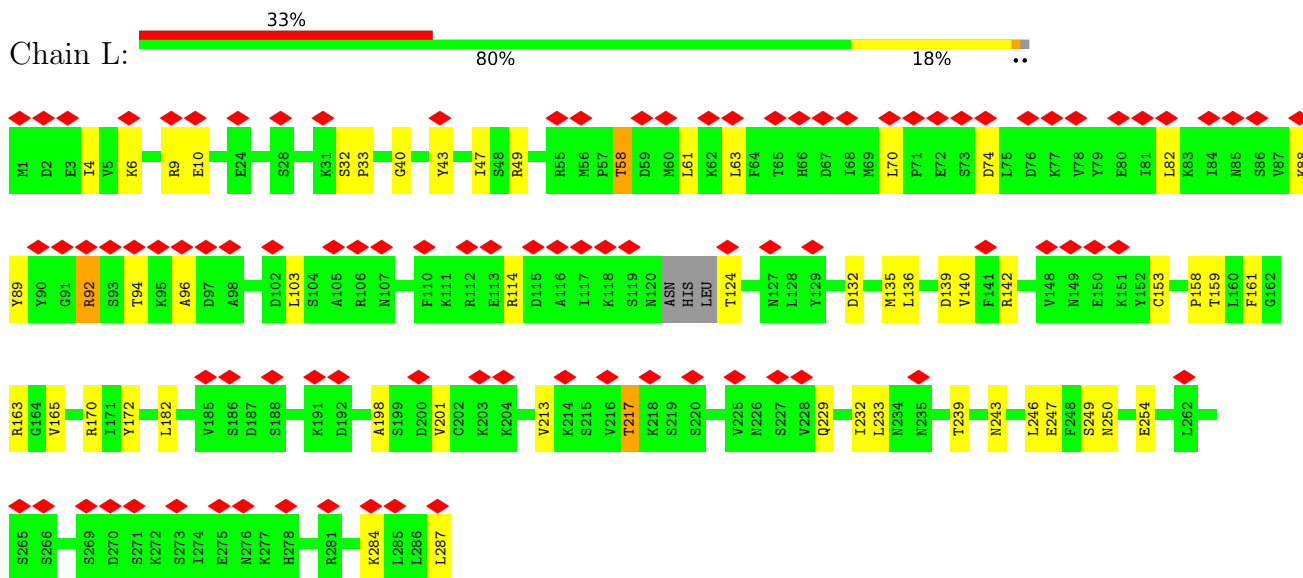 33%
Chain L:
80% 18% ••
M1 D2 E3 I4 V5 K6 R9 E10 E24 S28 K31 S32 P33 G40 Y43 I47 S48 R49 R55 M56 P57 T58 D59 M60 L61 K62 L63 F64 T65 H66 D67 I68 M69 L70 P71 E72 S73 D74 L75 D76 K77 V78 Y79 E80 I81 L82 K83 I84 N85 S86 V87 K88
Y89 Y90 G91 R92 S93 T94 K95 A96 D97 A98 D102 L103 S104 A105 R106 N107 F110 K111 R112 E113 R114 D115 A116 I117 K118 S119 N120 ASN HIS LEU T124 N127 L128 Y129 D132 M135 L136 D139 V140 F141 R142 V148 N149 E150 K151 Y152 C153 P158 T159 L160 F161 G162
R163 G164 V165 R170 I171 Y172 L182 V185 S186 D187 S188 K191 D192 A198 S199 D200 V201 C202 K203 K204 V213 K214 S215 V216 T217 K218 S219 S220 V225 N226 S227 V228 Q229 I232 L233 N234 N235 T239 N243 L246 E247 F248 S249 N250 E254 L262
S265 S266 S269 D270 S271 K272 S273 I274 E275 N276 K277 H278 R281 K284 L285 L286 L287